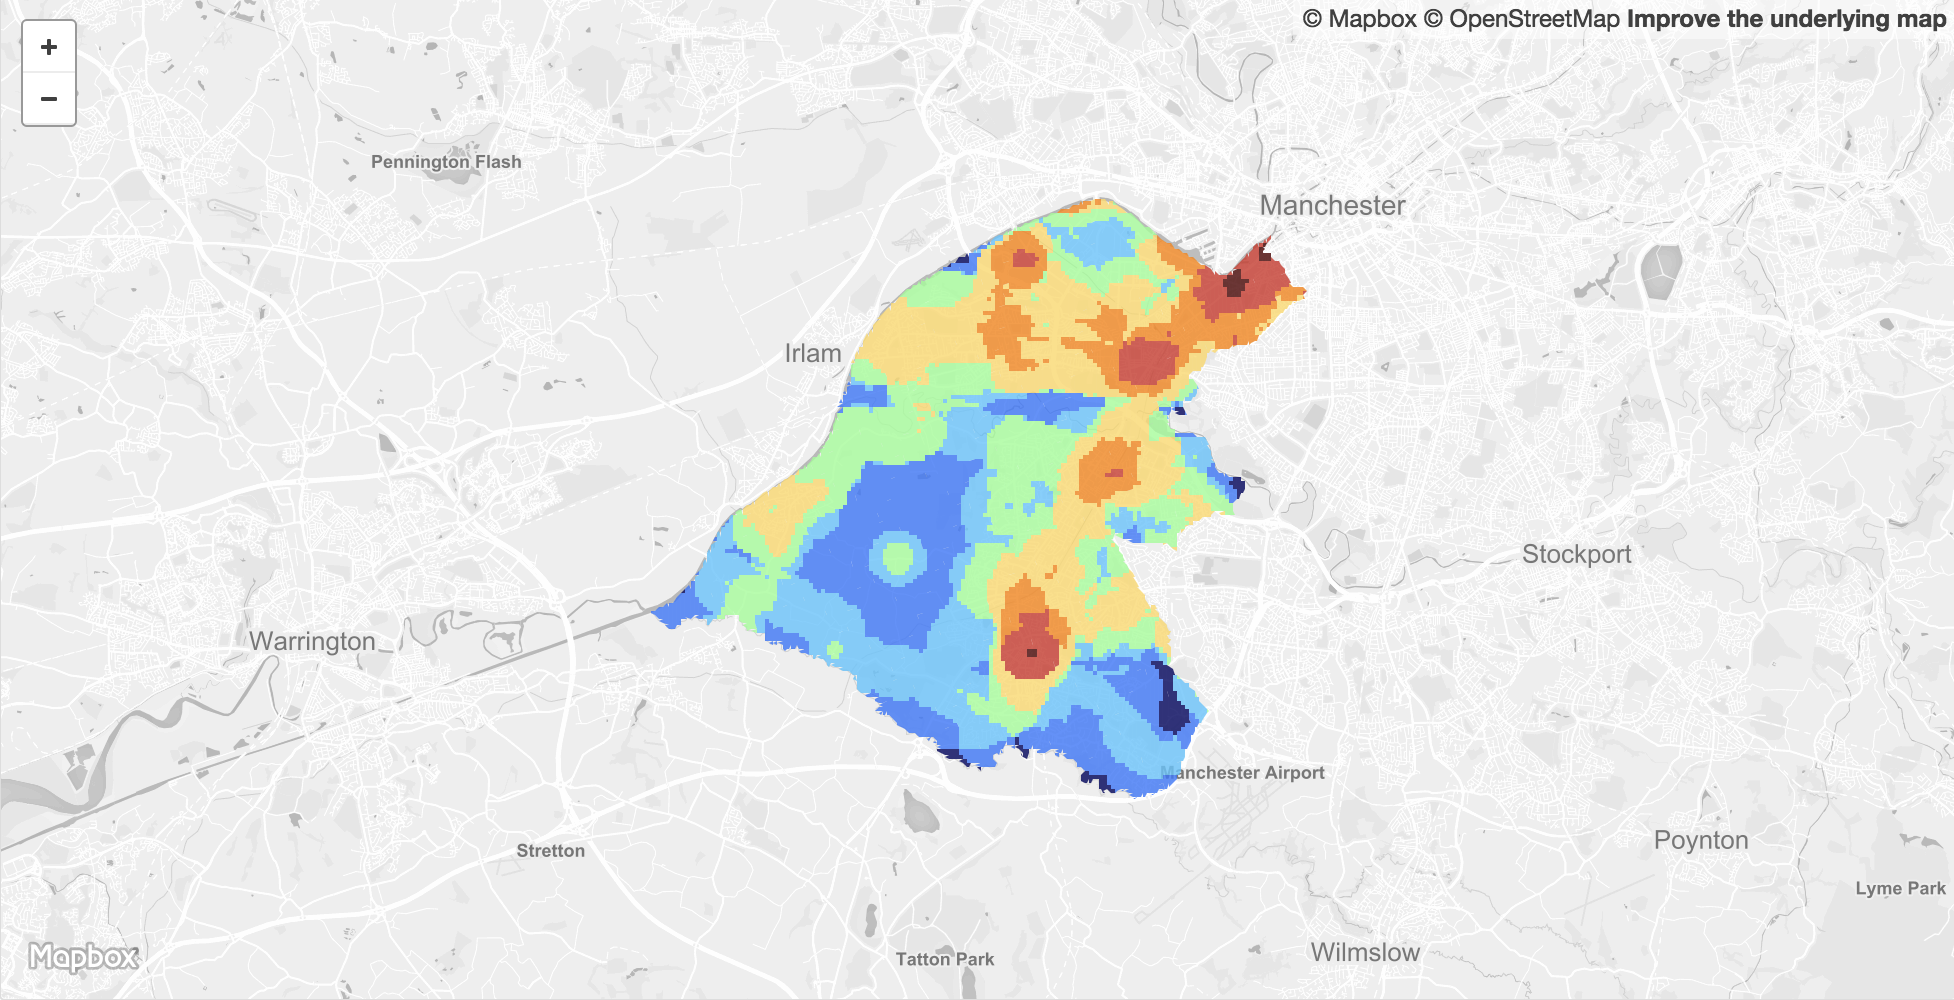 © Mapbox © OpenStreetMap Improve the underlying map
+
−
Pennington Flash
Manchester
Irlam
Stockport
Warrington
Manchester Airport
Poynton
Stretton
Lyme Park
Wilmslow
Tatton Park
Mapbox